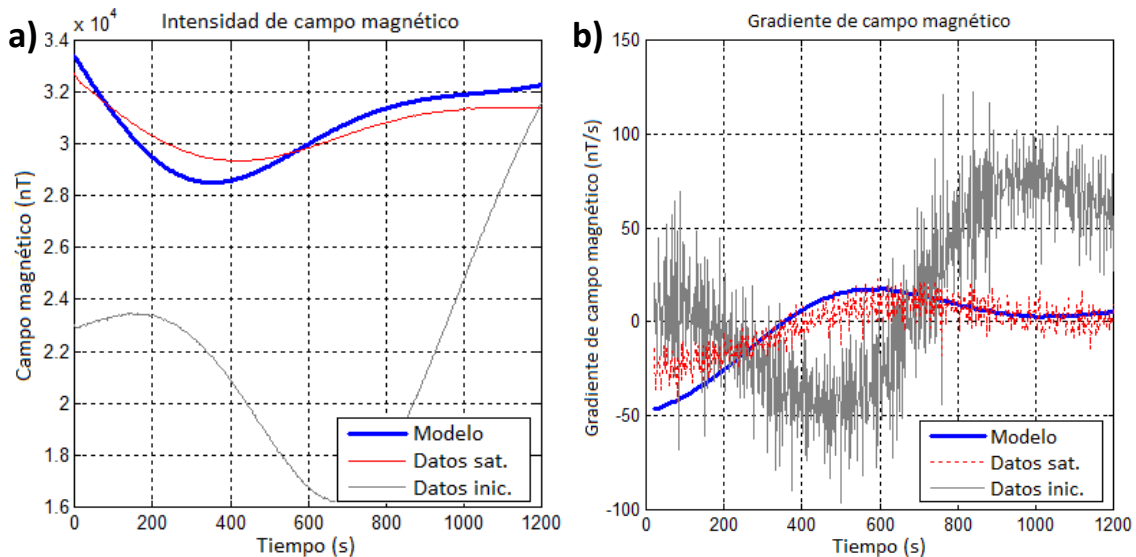 a)
Intensidad de campo magnético
x 10⁴
3.4
3.2
3
2.8
2.6
2.4
2.2
2
1.8
1.6
0 200 400 600 800 1000 1200
Campo magnético (nT)
Tiempo (s)
Modelo
Datos sat.
Datos inic.
b)
Gradiente de campo magnético
150
100
50
0
-50
-100
0 200 400 600 800 1000 1200
Gradiente de campo magnético (nT/s)
Tiempo (s)
Modelo
Datos sat.
Datos inic.